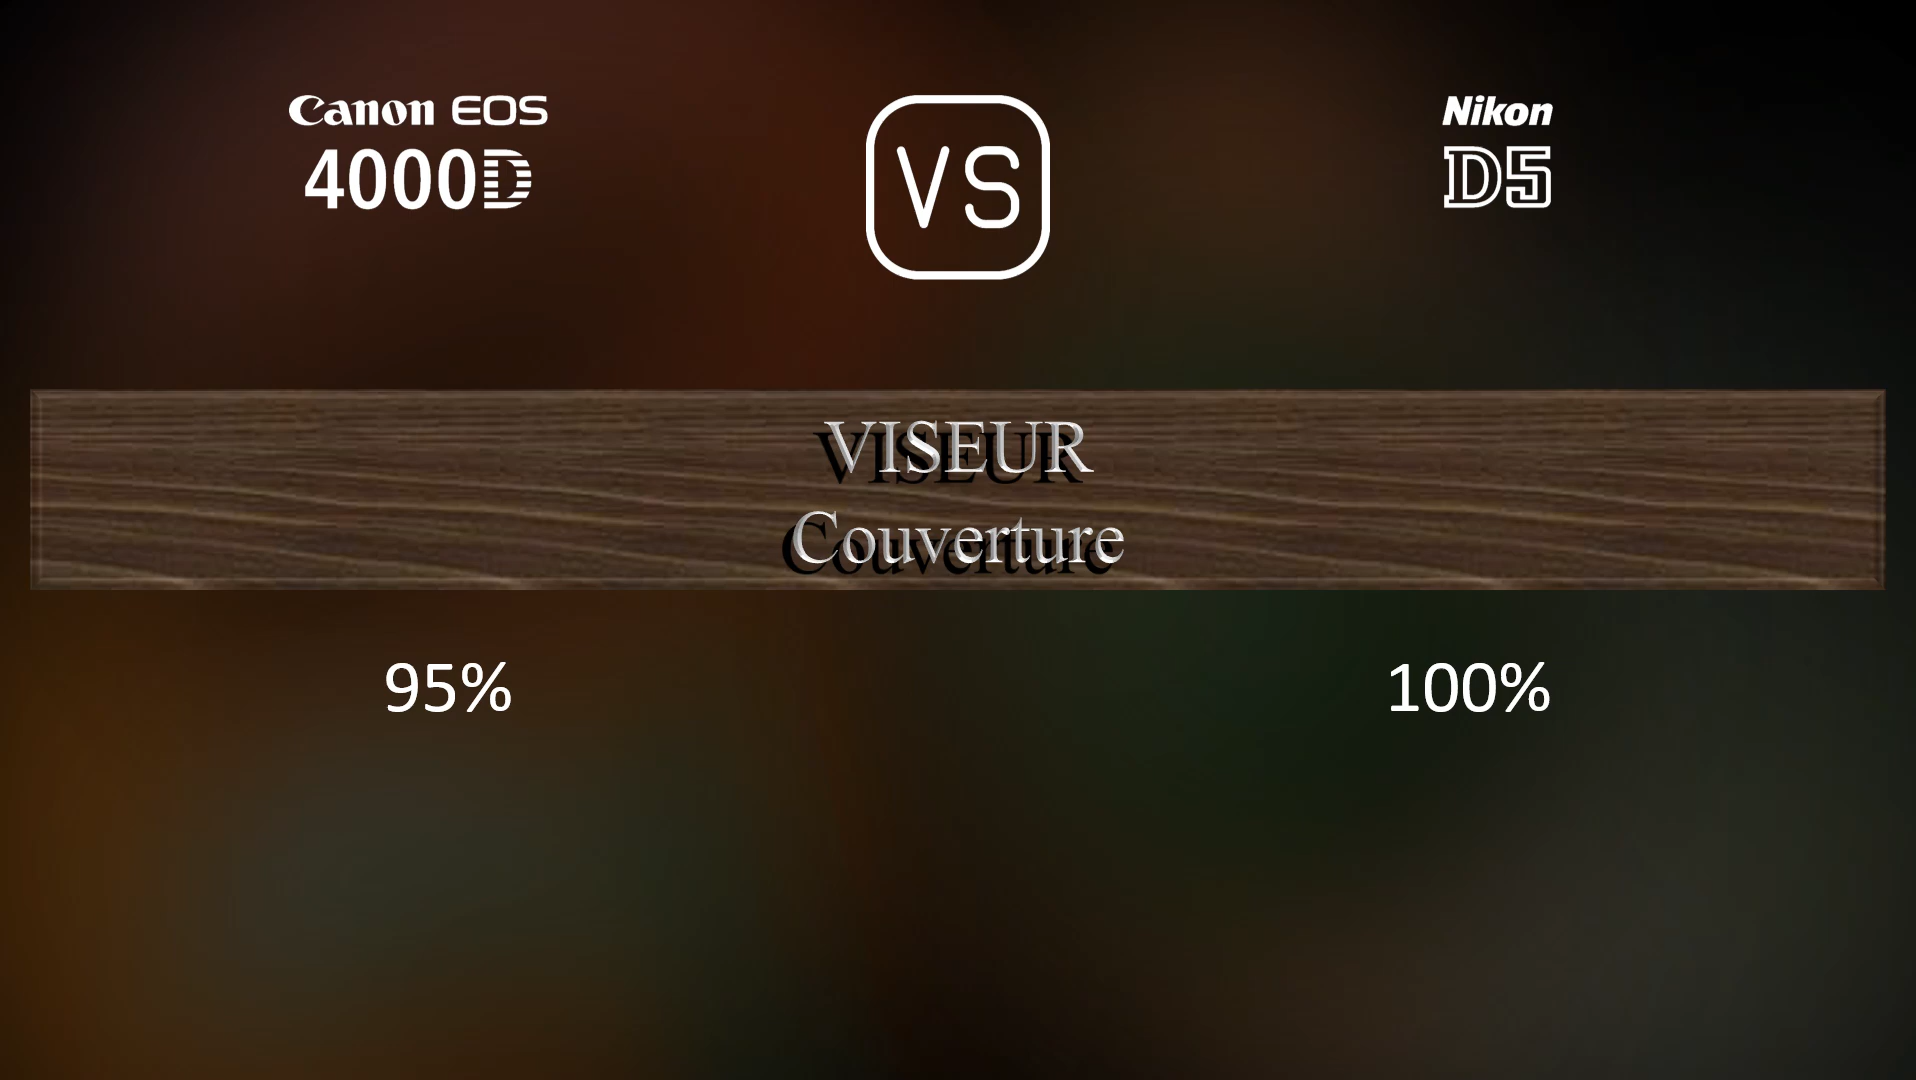 Canon EOS
4000D
VS
Nikon
D5
VISEUR
Couverture
95%
100%